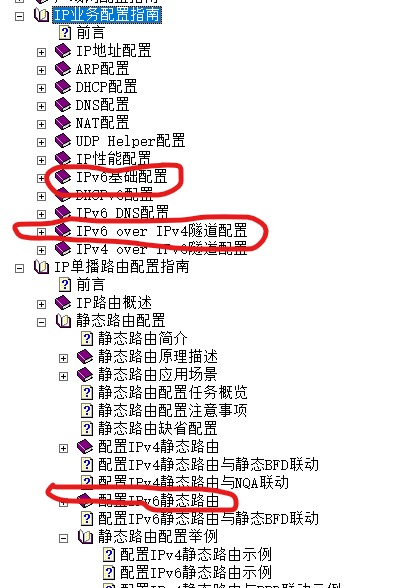 IP业务配置指南
前言
IP地址配置
ARP配置
DHCP配置
DNS配置
NAT配置
UDP Helper配置
IP性能配置
IPv6基础配置
DHCPv6配置
IPv6 DNS配置
IPv6 over IPv4隧道配置
IPv4 over IPv6隧道配置
IP单播路由配置指南
前言
IP路由概述
静态路由配置
静态路由简介
静态路由原理描述
静态路由应用场景
静态路由配置任务概览
静态路由配置注意事项
静态路由缺省配置
配置IPv4静态路由
配置IPv4静态路由与静态BFD联动
配置IPv4静态路由与NQA联动
配置IPv6静态路由
配置IPv6静态路由与静态BFD联动
静态路由配置举例
配置IPv4静态路由示例
配置IPv6静态路由示例